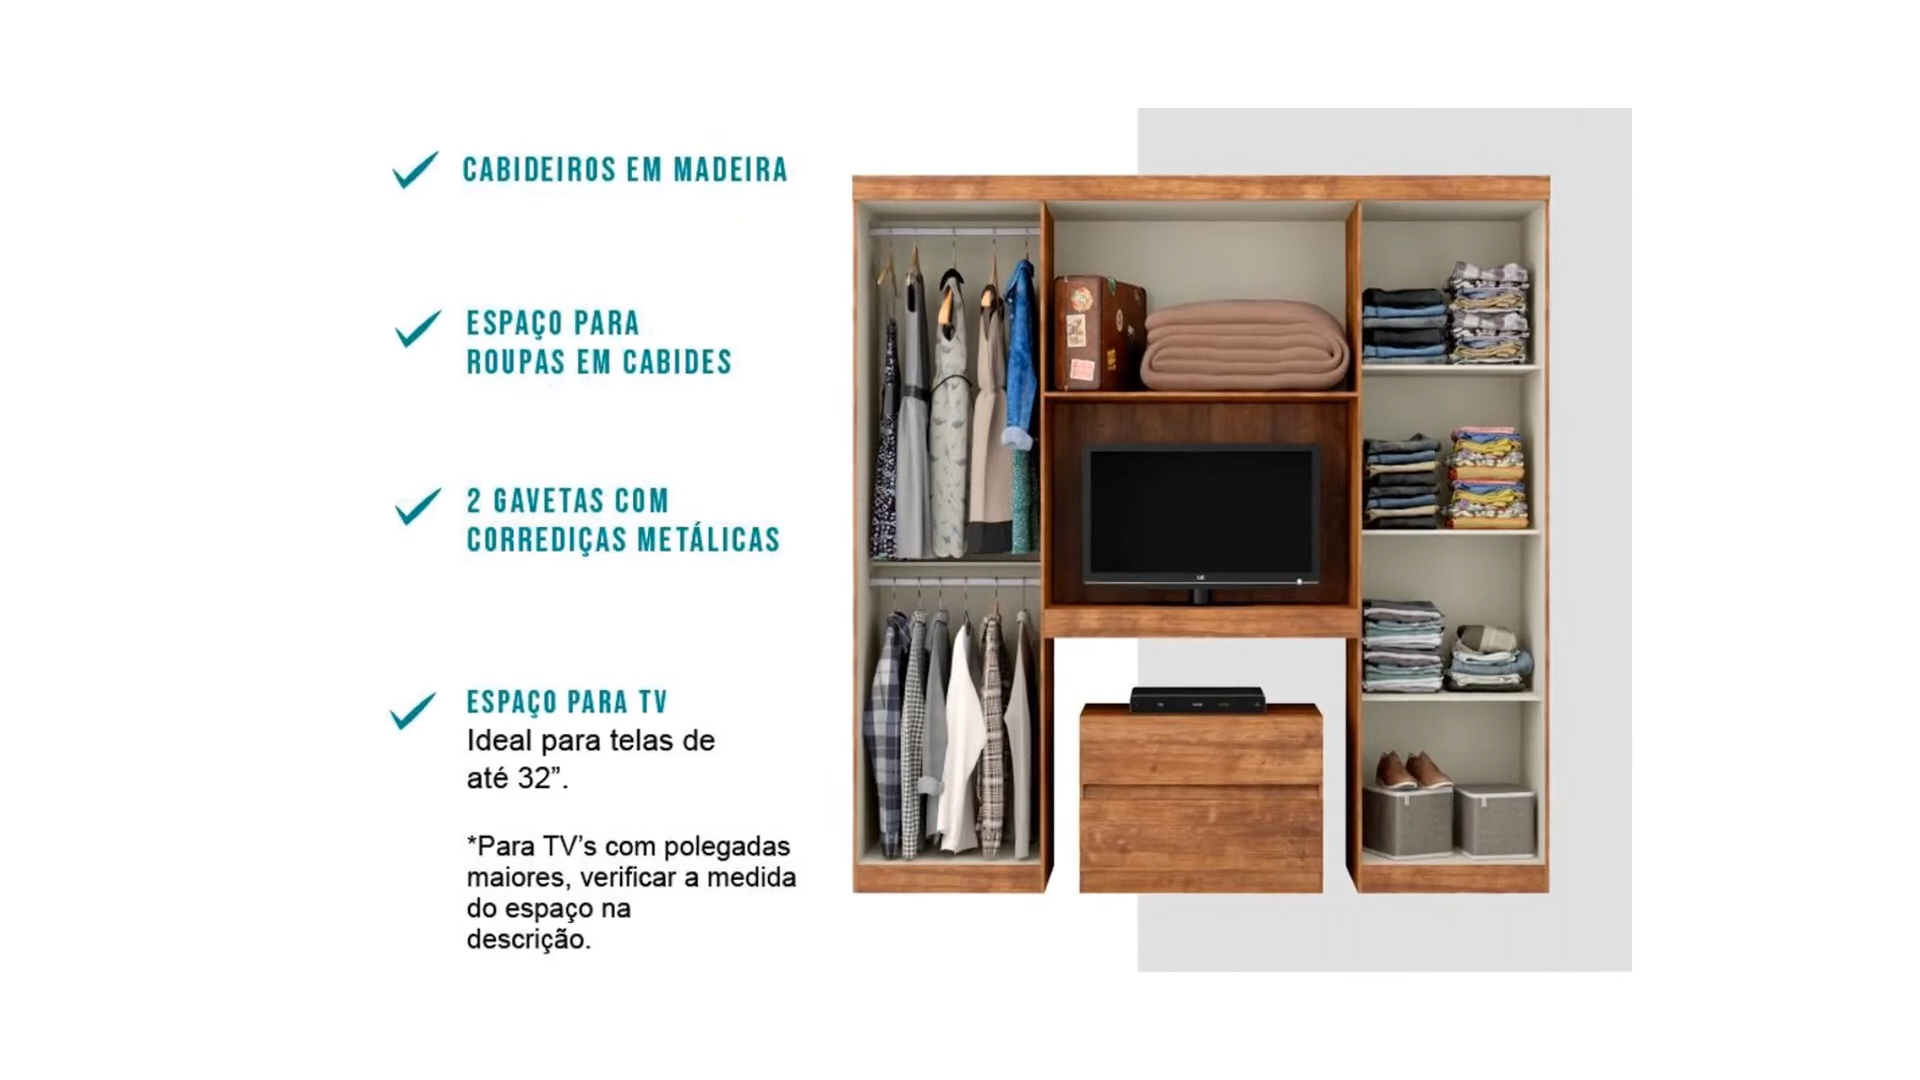 CABIDEIROS EM MADEIRA
ESPAÇO PARA
ROUPAS EM CABIDES
2 GAVETAS COM
CORREDIÇAS METÁLICAS
ESPAÇO PARA TV
Ideal para telas de
até 32”.
*Para TV’s com polegadas
maiores, verificar a medida
do espaço na
descrição.